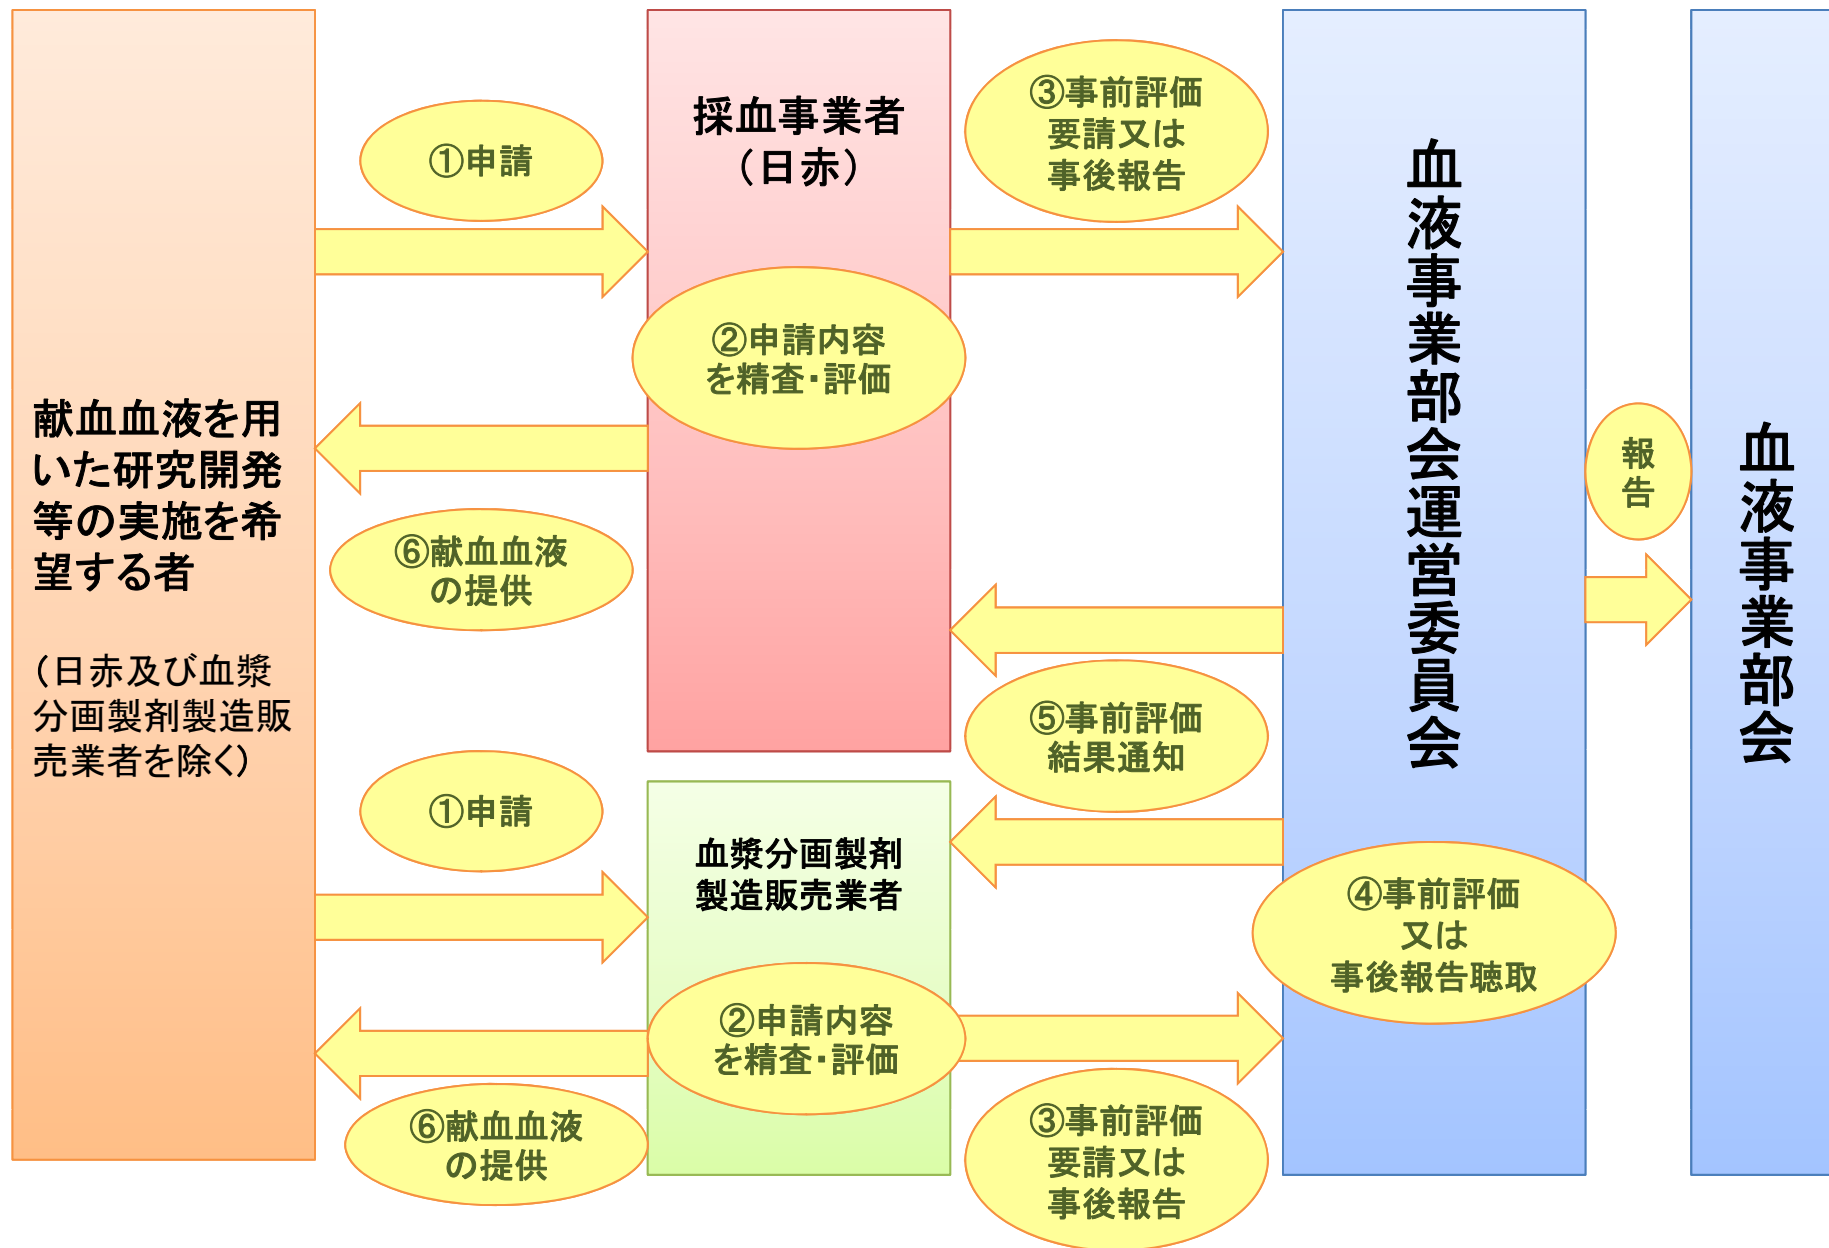 献血血液を用
いた研究開発
等の実施を希
望する者
（日赤及び血漿
分画製剤製造販
売業者を除く）
①申請
採血事業者
（日赤）
②申請内容
を精査・評価
③事前評価
要請又は
事後報告
⑥献血血液
の提供
⑤事前評価
結果通知
①申請
血漿分画製剤
製造販売業者
②申請内容
を精査・評価
⑥献血血液
の提供
③事前評価
要請又は
事後報告
血液事業部会運営委員会
④事前評価
又は
事後報告聴取
報
告
血液事業部会